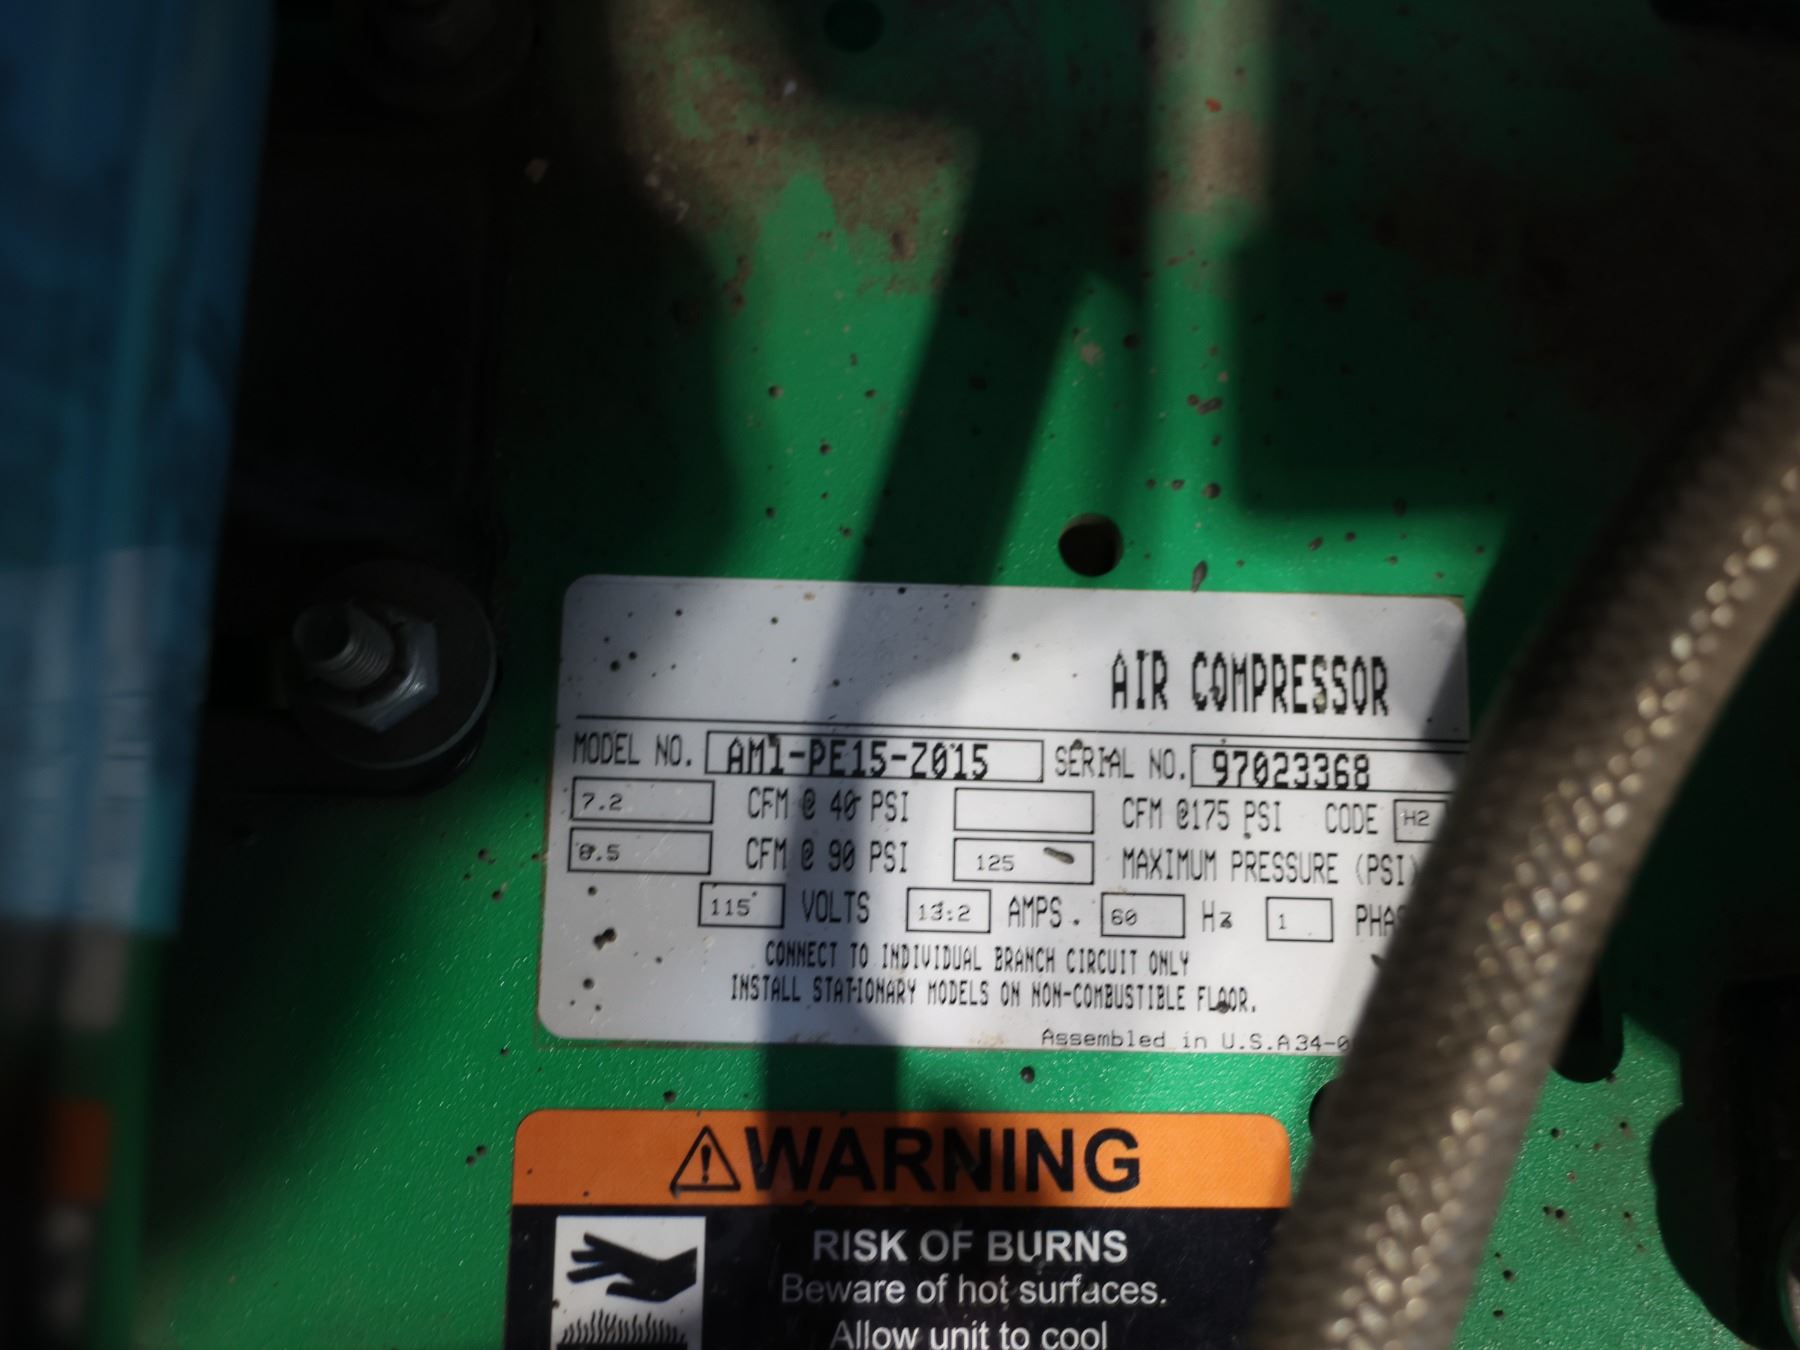 AIR COMPRESSOR
MODEL NO. AM1-PE15-Z015 SERIAL NO. 97023368
7.2 CFM @ 40 PSI CFM @175 PSI CODE H2
8.5 CFM @ 90 PSI 125 MAXIMUM PRESSURE (PSI)
115 VOLTS 13.2 AMPS. 60 Hz 1 PHA
CONNECT TO INDIVIDUAL BRANCH CIRCUIT ONLY
INSTALL STATIONARY MODELS ON NON-COMBUSTIBLE FLOOR.
Assembled in U.S.A 34-0
WARNING
RISK OF BURNS
Beware of hot surfaces.
Allow unit to cool